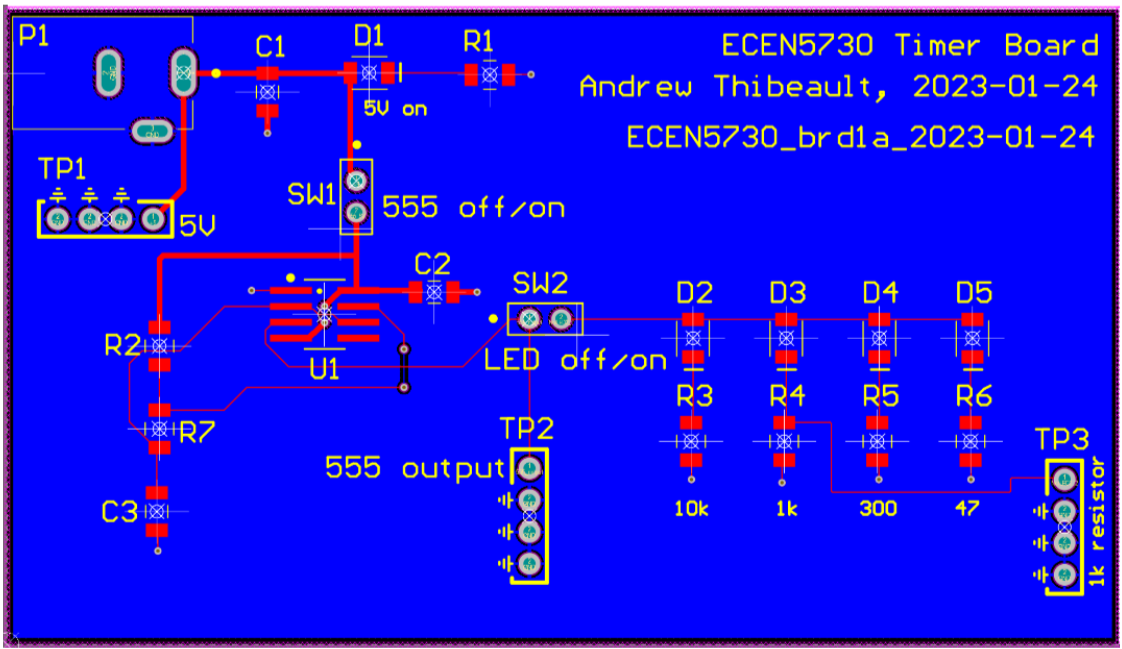 P1
C1
D1
R1
ECEN5730 Timer Board
Andrew Thibeault, 2023-01-24
ECEN5730_brd1a_2023-01-24
5V on
TP1
5V
SW1
555 off/on
C2
SW2
LED off/on
U1
R2
R7
C3
D2
D3
D4
D5
R3
R4
R5
R6
10k
1k
300
47
TP2
555 output
TP3
1k resistor